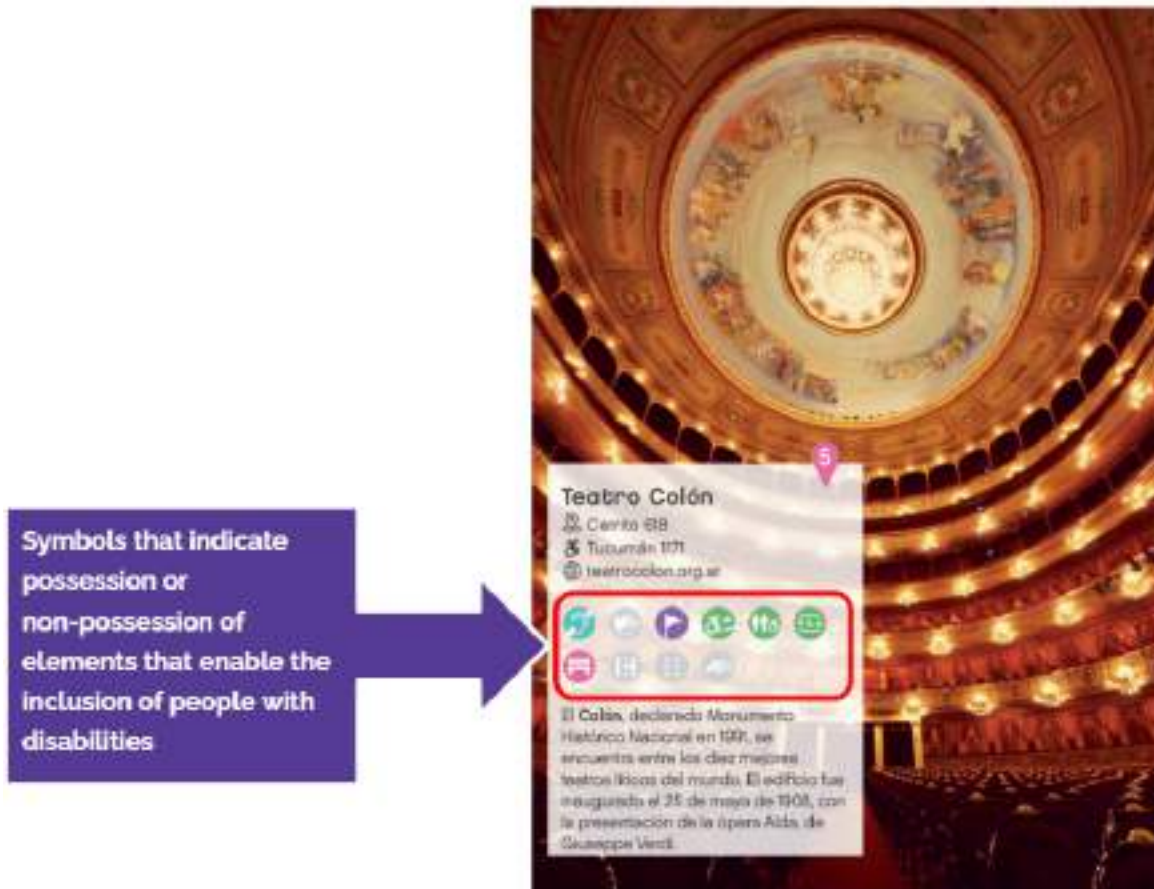 Symbols that indicate
possession or
non-possession of
elements that enable the
inclusion of people with
disabilities
5
Teatro Colón
Cerrito 618
Tucumán 1171
teatrocolon.org.ar
El Colón, declarado Monumento
Histórico Nacional en 1991, se
encuentra entre los diez mejores
teatros líricos del mundo. El edificio fue
inaugurado el 25 de mayo de 1908, con
la presentación de la ópera Aida, de
Giuseppe Verdi.